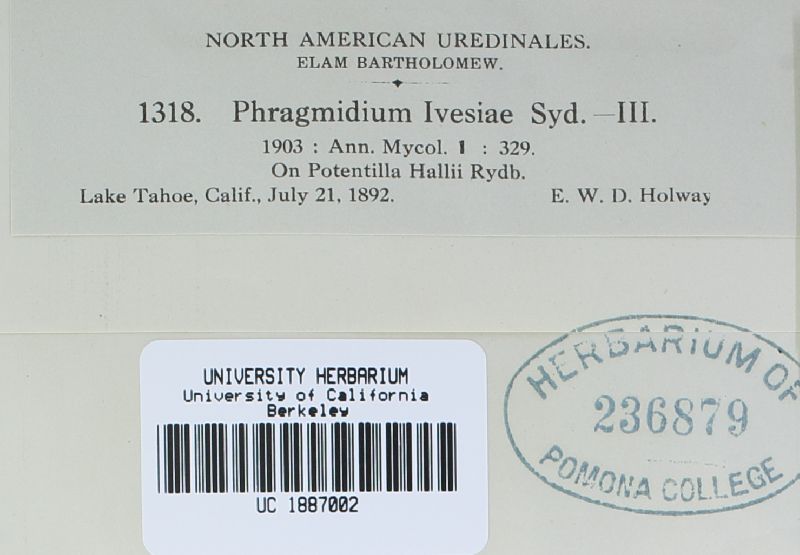 NORTH AMERICAN UREDINALES.
ELAM BARTHOLOMEW.
1318. Phragmidium Ivesiae Syd. —III.
1903 : Ann. Mycol. 1 : 329.
On Potentilla Hallii Rydb.
Lake Tahoe, Calif., July 21, 1892. E. W. D. Holway
UNIVERSITY HERBARIUM
University of California
Berkeley
UC 1887002
HERBARIUM OF
236879
POMONA COLLEGE